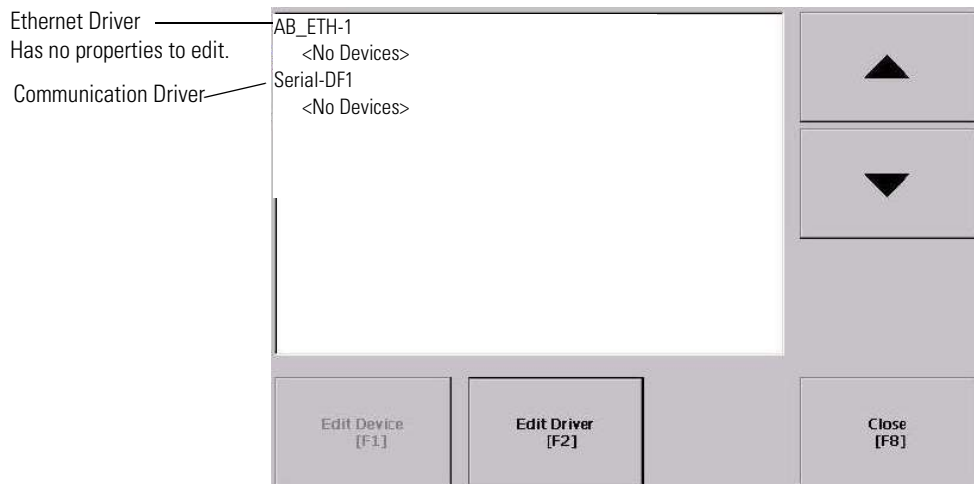 Ethernet Driver
Has no properties to edit.
Communication Driver
AB_ETH-1
<No Devices>
Serial-DF1
<No Devices>
Edit Device
[F1]
Edit Driver
[F2]
Close
[F8]